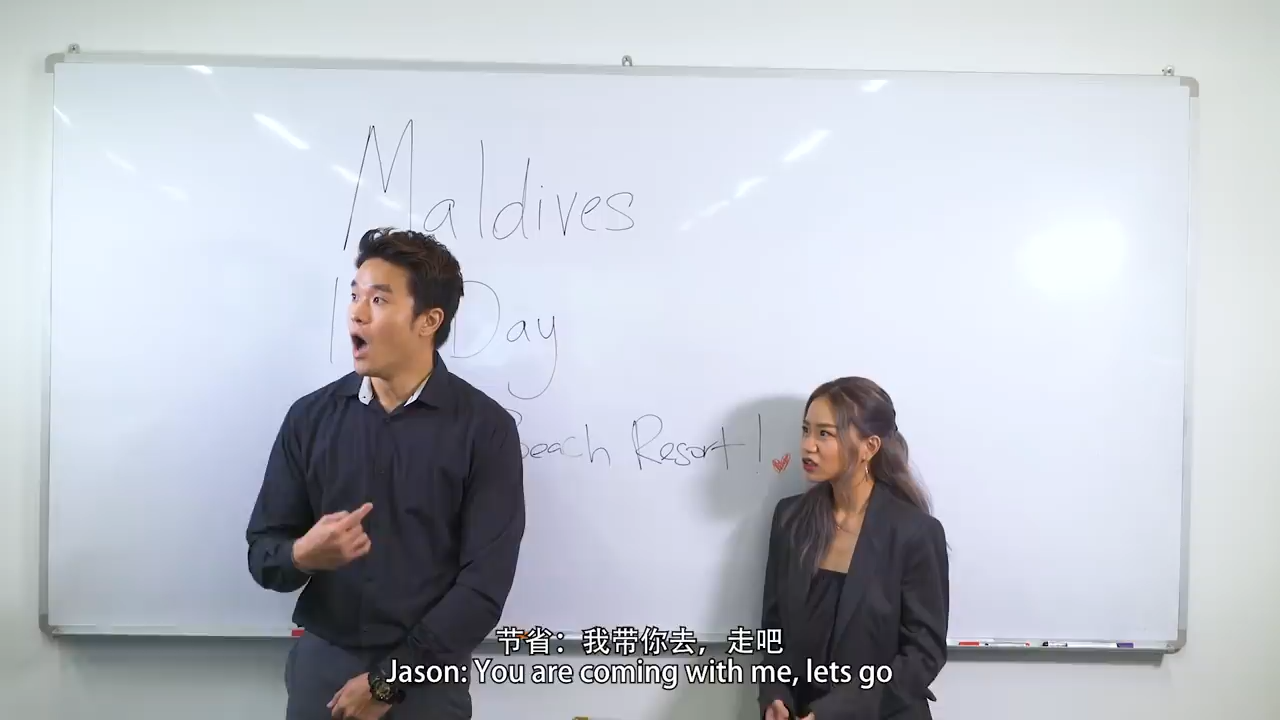 Maldives
1 Day
Beach Resort!
节省：我带你去，走吧
Jason: You are coming with me, lets go